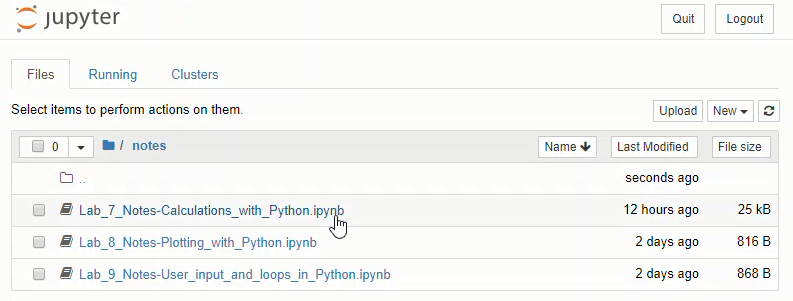 jupyter Quit Logout
Files Running Clusters
Select items to perform actions on them. Upload New
0 / notes Name Last Modified File size
.. seconds ago
Lab_7_Notes-Calculations_with_Python.ipynb 12 hours ago 25 kB
Lab_8_Notes-Plotting_with_Python.ipynb 2 days ago 816 B
Lab_9_Notes-User_input_and_loops_in_Python.ipynb 2 days ago 868 B